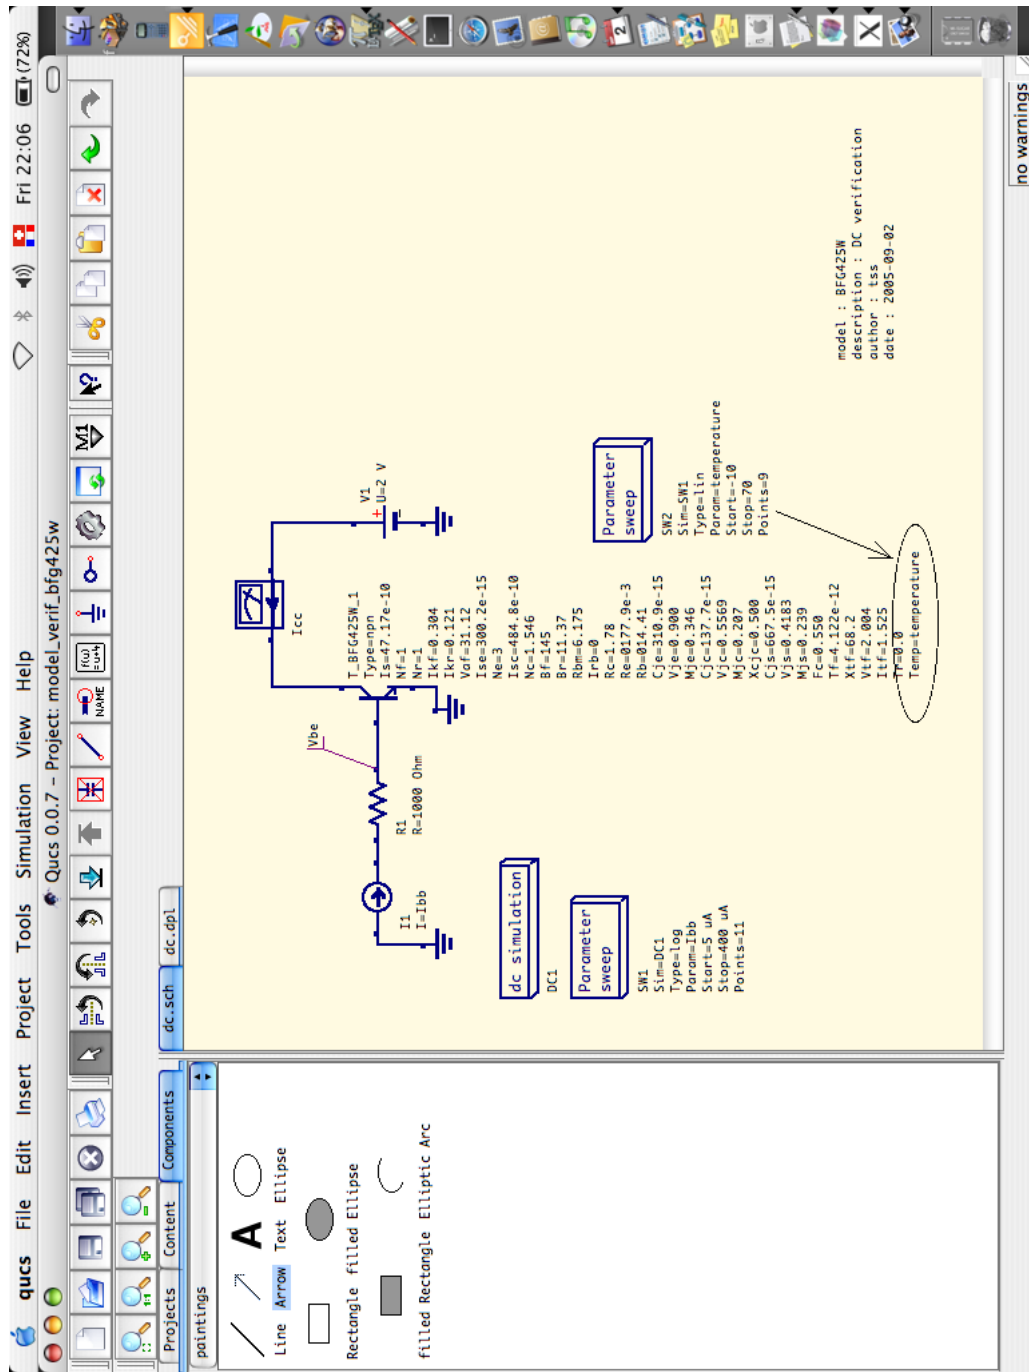 qucs File Edit Insert Project Tools Simulation View Help
Fri 22:06 (72%)
Qucs 0.0.7 – Project: model_verif_bfg425w
1:1
NAME
f(ω)
=u+4
M1
?
Projects Content Components
paintings
Line Arrow Text Ellipse
A
Rectangle filled Ellipse
filled Rectangle Elliptic Arc
dc.sch dc.dpl
Icc
Vbe
V1
+ U=2 V
-
I1
I=Ibb
R1
R=1000 Ohm
T_BFG425W_1
Type=npn
Is=47.17e-10
Nf=1
Nr=1
Ikf=0.304
Ikr=0.121
Vaf=31.12
Ise=300.2e-15
Ne=3
Isc=484.8e-10
Nc=1.546
Bf=145
Br=11.37
Rbm=6.175
Irb=0
Rc=1.78
Re=0177.9e-3
Rb=014.41
Cje=310.9e-15
Vje=0.900
Mje=0.346
Cjc=137.7e-15
Vjc=0.5569
Mjc=0.207
Xcjc=0.500
Cjs=667.5e-15
Vjs=0.4183
Mjs=0.239
Fc=0.550
Tf=4.122e-12
Xtf=68.2
Vtf=2.004
Itf=1.525
Tr=0.0
Temp=temperature
dc simulation
DC1
Parameter
sweep
SW1
Sim=DC1
Type=log
Param=Ibb
Start=5 uA
Stop=400 uA
Points=11
Parameter
sweep
SW2
Sim=SW1
Type=lin
Param=temperature
Start=-10
Stop=70
Points=9
model : BFG425W
description : DC verification
author : tss
date : 2005-09-02
no warnings